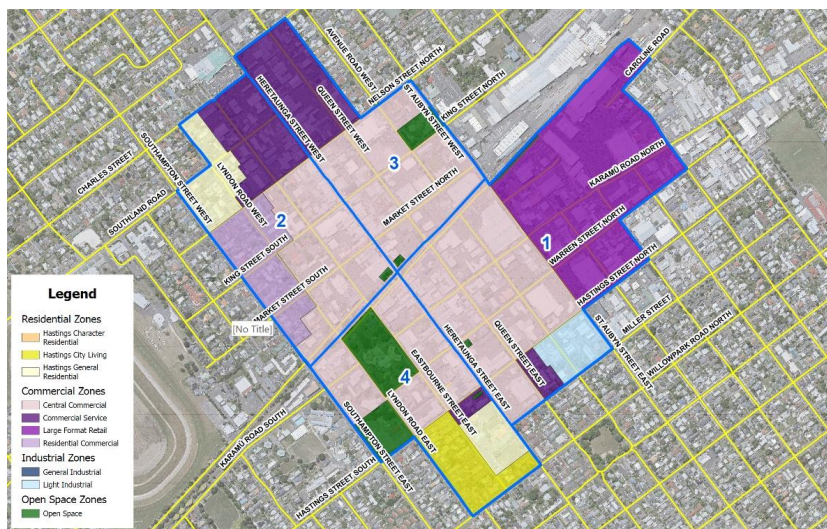 AVENUE ROAD WEST
NELSON STREET NORTH
KING STREET NORTH
ST AUBYN STREET WEST
CAROLINE ROAD
HERETAUNGA STREET WEST
QUEEN STREET WEST
SOUTHAMPTON STREET WEST
CHARLES STREET
LYNDON ROAD WEST
SOUTHLAND ROAD
3
KARAMŪ ROAD NORTH
MARKET STREET NORTH
2
1
KING STREET SOUTH
WARREN STREET NORTH
HASTINGS STREET NORTH
MARKET STREET SOUTH
[No Title]
MILLER STREET
ST AUBYN STREET EAST
WILLOWPARK ROAD NORTH
QUEEN STREET EAST
HERETAUNGA STREET EAST
EASTBOURNE STREET EAST
4
LYNDON ROAD EAST
SOUTHAMPTON STREET EAST
KARAMŪ ROAD SOUTH
HASTINGS STREET SOUTH
Legend
Residential Zones
Hastings Character
Residential
Hastings City Living
Hastings General
Residential
Commercial Zones
Central Commercial
Commercial Service
Large Format Retail
Residential Commercial
Industrial Zones
General Industrial
Light Industrial
Open Space Zones
Open Space